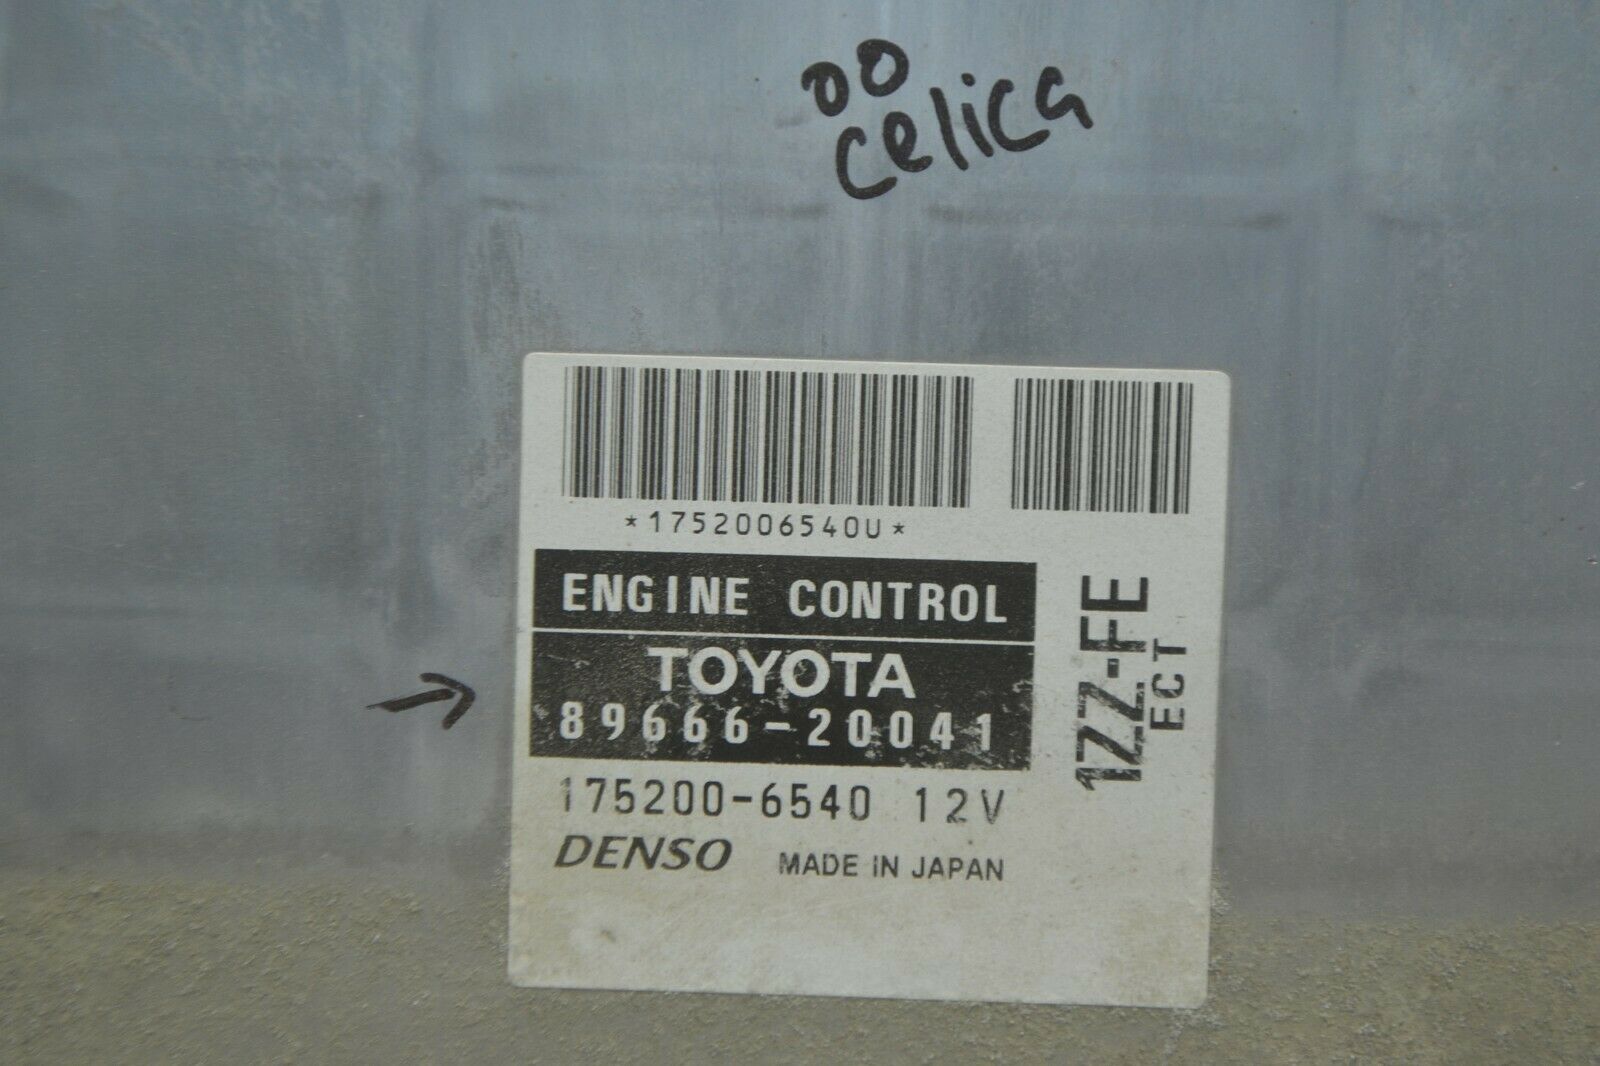 00
Celica
*1752006540U*
ENGINE CONTROL
TOYOTA
89666-20041
175200-6540 12V
DENSO MADE IN JAPAN
1ZZ-FE
ECT